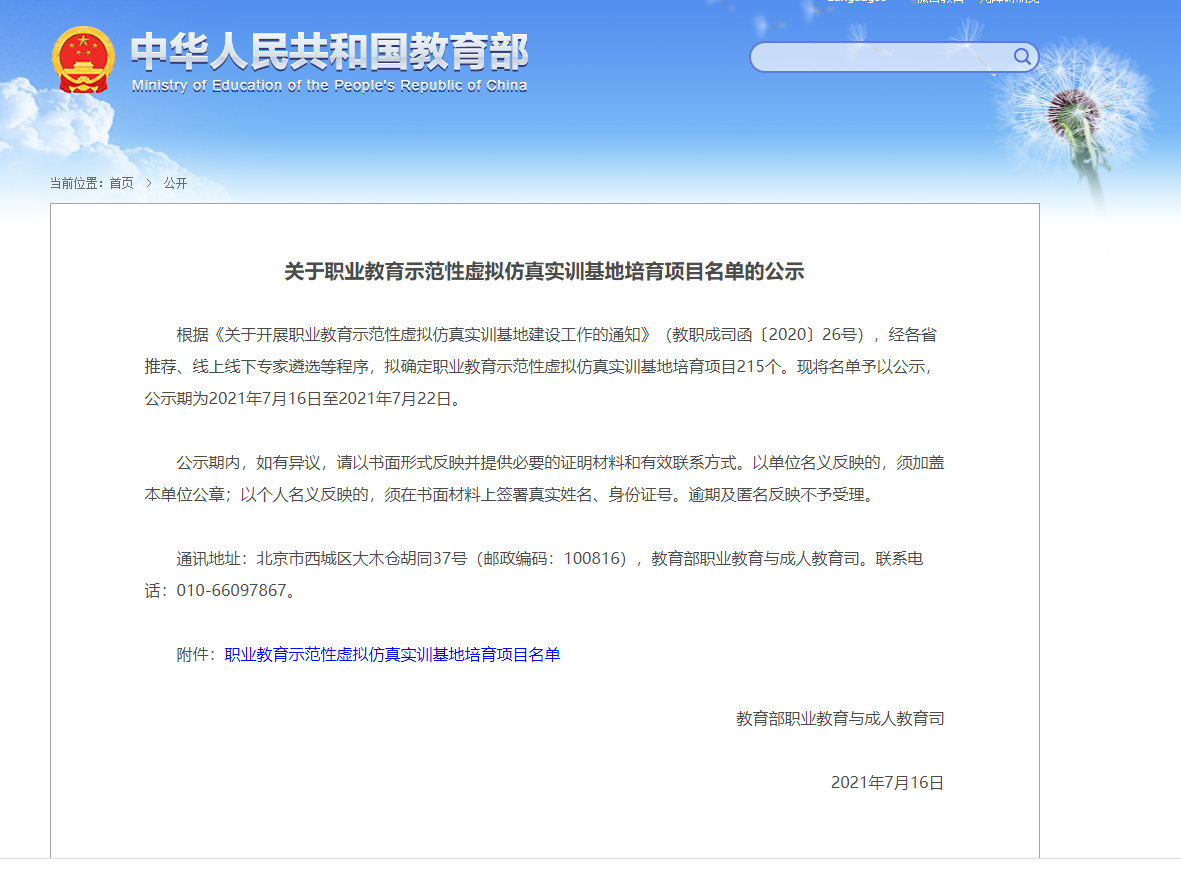 中华人民共和国教育部
Ministry of Education of the People's Republic of China
当前位置：首页 > 公开
关于职业教育示范性虚拟仿真实训基地培育项目名单的公示
根据《关于开展职业教育示范性虚拟仿真实训基地建设工作的通知》（教职成司函〔2020〕26号），经各省
推荐、线上线下专家遴选等程序，拟确定职业教育示范性虚拟仿真实训基地培育项目215个。现将名单予以公示，
公示期为2021年7月16日至2021年7月22日。
公示期内，如有异议，请以书面形式反映并提供必要的证明材料和有效联系方式。以单位名义反映的，须加盖
本单位公章；以个人名义反映的，须在书面材料上签署真实姓名、身份证号。逾期及匿名反映不予受理。
通讯地址：北京市西城区大木仓胡同37号（邮政编码：100816），教育部职业教育与成人教育司。联系电
话：010-66097867。
附件：职业教育示范性虚拟仿真实训基地培育项目名单
教育部职业教育与成人教育司
2021年7月16日